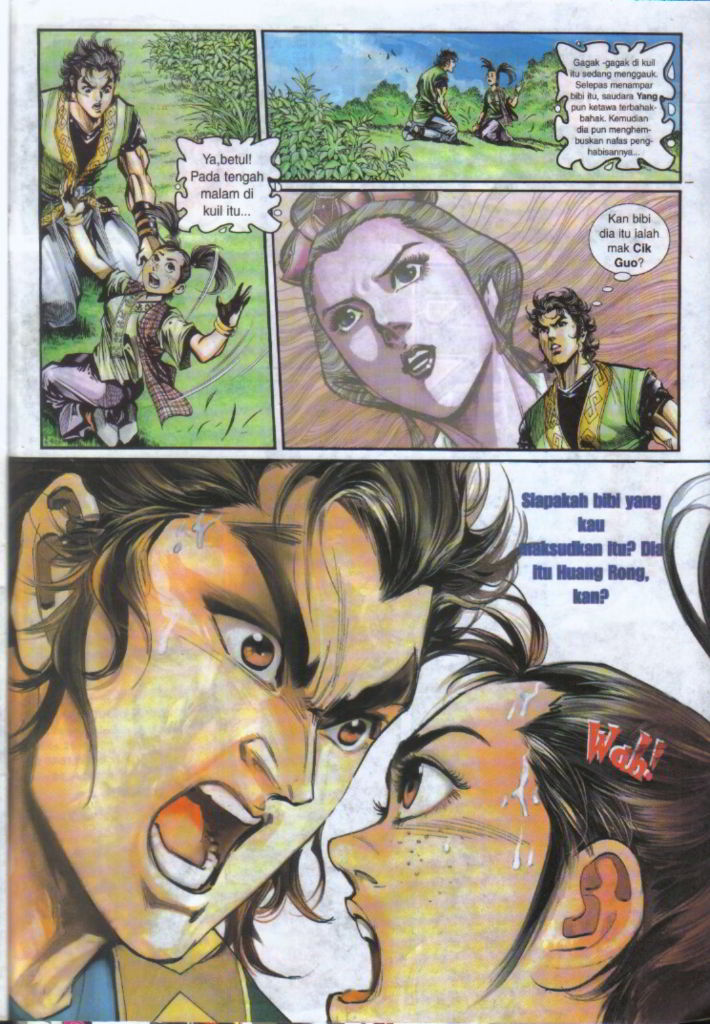 Ya,betul!
Pada tengah
malam di
kuil itu...
Gagak -gagak di kuil
itu sedang menggauk.
Selepas menampar
bibi itu, saudara Yang
pun ketawa terbahak-
bahak. Kemudian
dia pun menghem-
buskan nafas peng-
habisannya...
Kan bibi
dia itu ialah
mak Cik
Guo?
Siapakah bibi yang
kau
maksudkan itu? Dia
itu Huang Rong,
kan?
Wah!